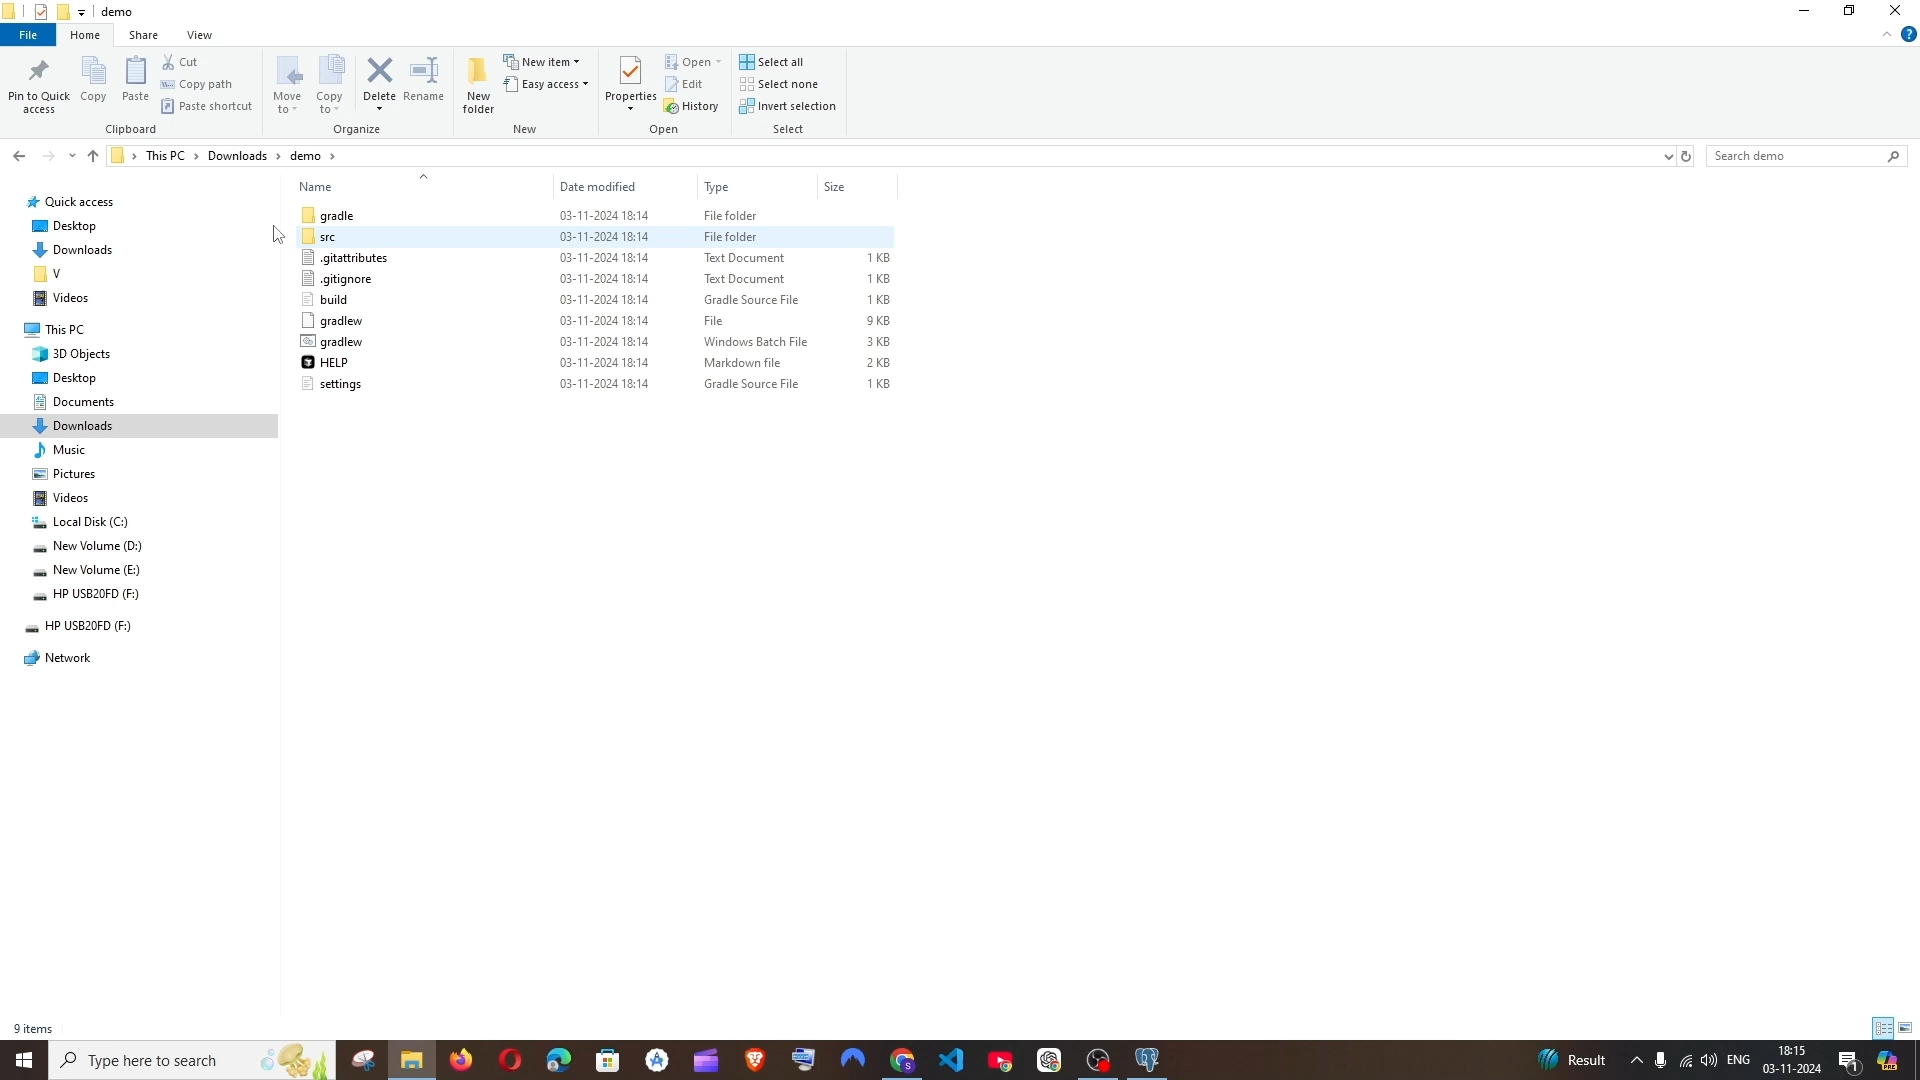 demo
File
Home
Share
View
Pin to Quick access
Copy
Paste
Cut
Copy path
Paste shortcut
Clipboard
Move to
Copy to
Delete
Rename
Organize
New folder
New item
Easy access
New
Properties
Open
Edit
History
Open
Select all
Select none
Invert selection
Select
This PC > Downloads > demo >
Search demo
Quick access
Desktop
Downloads
V
Videos
This PC
3D Objects
Desktop
Documents
Downloads
Music
Pictures
Videos
Local Disk (C:)
New Volume (D:)
New Volume (E:)
HP USB20FD (F:)
HP USB20FD (F:)
Network
Name Date modified Type Size
gradle 03-11-2024 18:14 File folder
src 03-11-2024 18:14 File folder
.gitattributes 03-11-2024 18:14 Text Document 1 KB
.gitignore 03-11-2024 18:14 Text Document 1 KB
build 03-11-2024 18:14 Gradle Source File 1 KB
gradlew 03-11-2024 18:14 File 9 KB
gradlew 03-11-2024 18:14 Windows Batch File 3 KB
HELP 03-11-2024 18:14 Markdown file 2 KB
settings 03-11-2024 18:14 Gradle Source File 1 KB
9 items
Type here to search
Result
ENG
18:15
03-11-2024
1